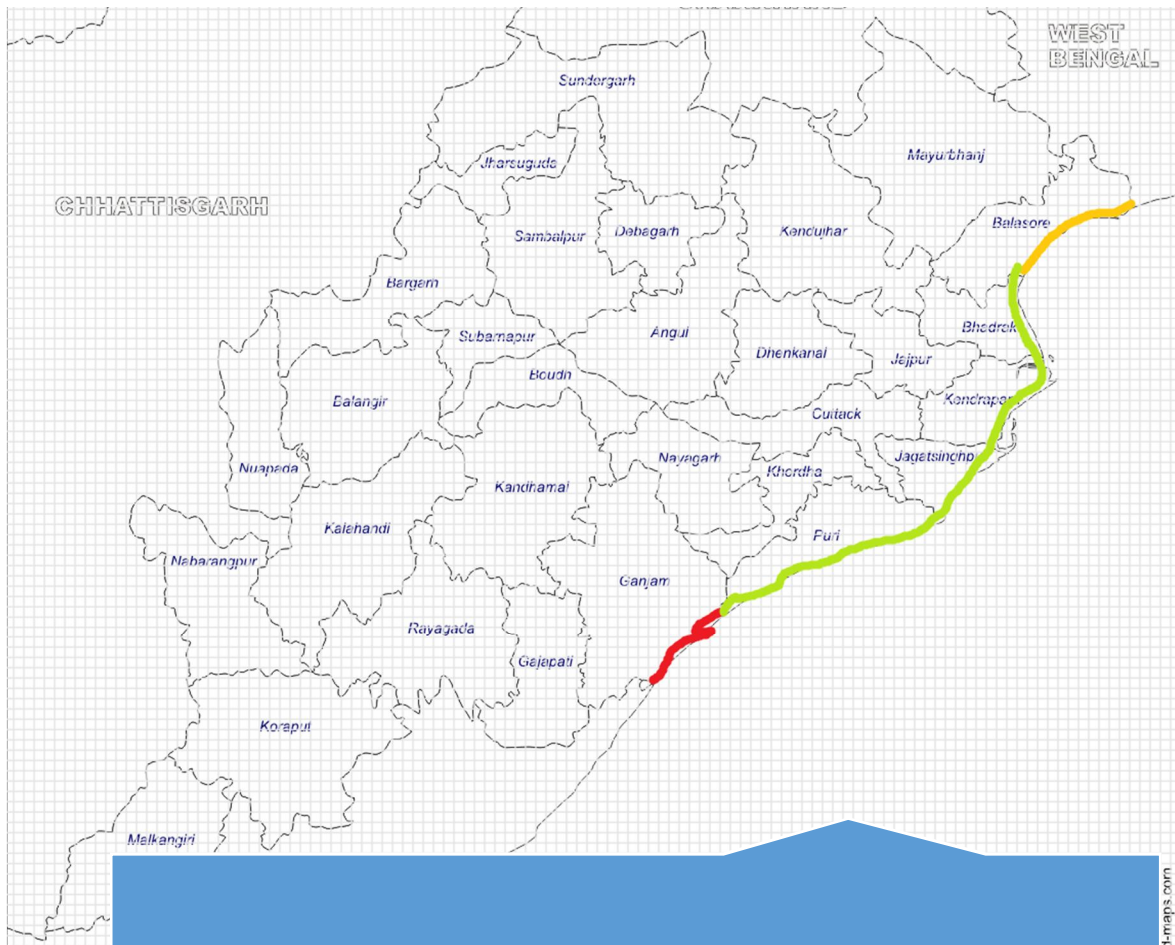 WEST
BENGAL
Sundergarh
Mayurbhanj
Jharsuguda
CHHATTISGARH
Balasore
Debagarh
Kendujhar
Sambalpur
Bargarh
Bhadrak
Angul
Subarnapur
Dhenkanal
Jajpur
Boudh
Balangir
Kendrapar
Cuttack
Nayagarh
Jagatsinghp
Nuapada
Khordha
Kandhamal
Kalahandi
Puri
Nabarangpur
Ganjam
Rayagada
Gajapati
Koraput
Malkangiri
-maps.com